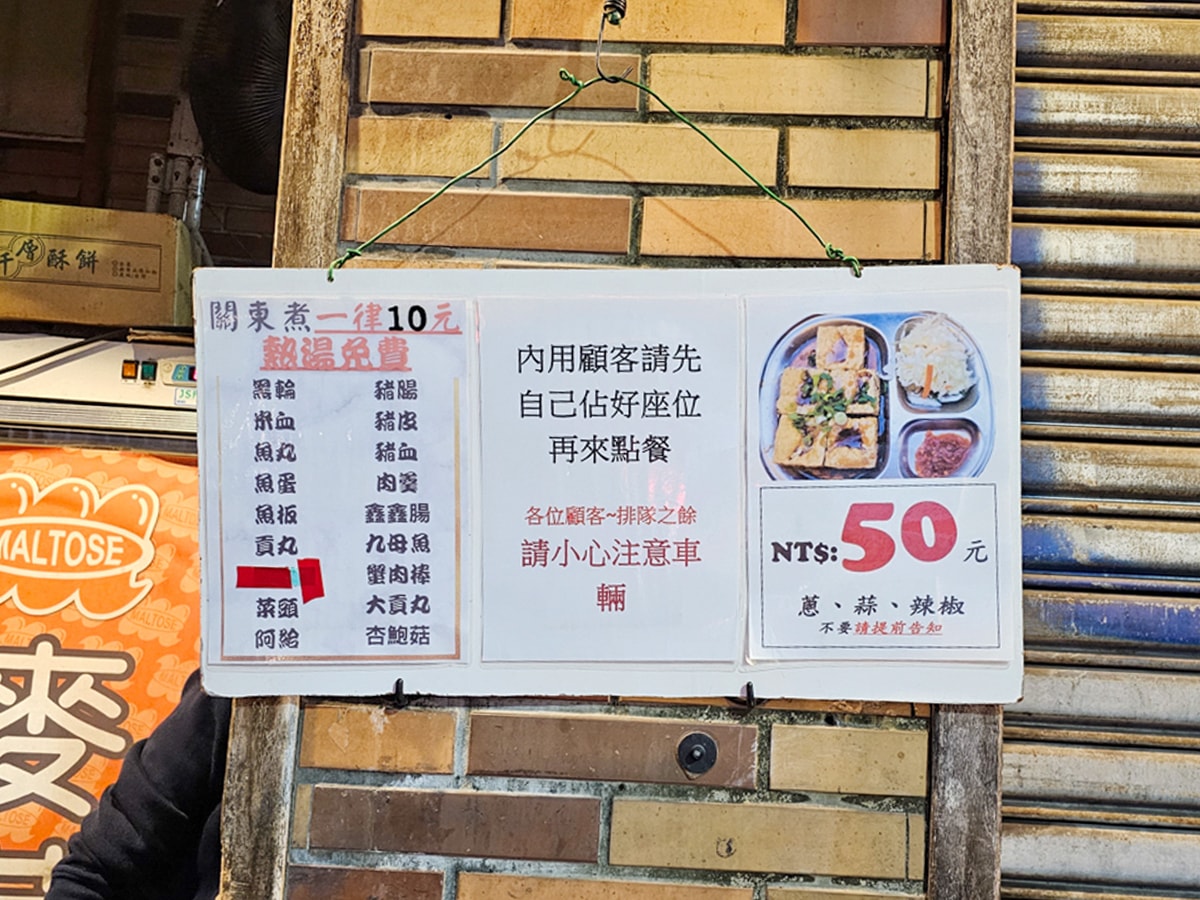 層酥餅
JSP
MALTOSE
MALTOSE
麥
關東煮一律10元
熱湯免費
黑輪 豬腸
米血 豬皮
魚丸 豬血
魚蛋 肉羹
魚板 鑫鑫腸
貢丸 九母魚
蟹肉棒
菜頭 大貢丸
阿給 杏鮑菇
內用顧客請先
自己佔好座位
再來點餐
各位顧客~排隊之餘
請小心注意車
輛
NT$:50元
蔥、蒜、辣椒
不要請提前告知